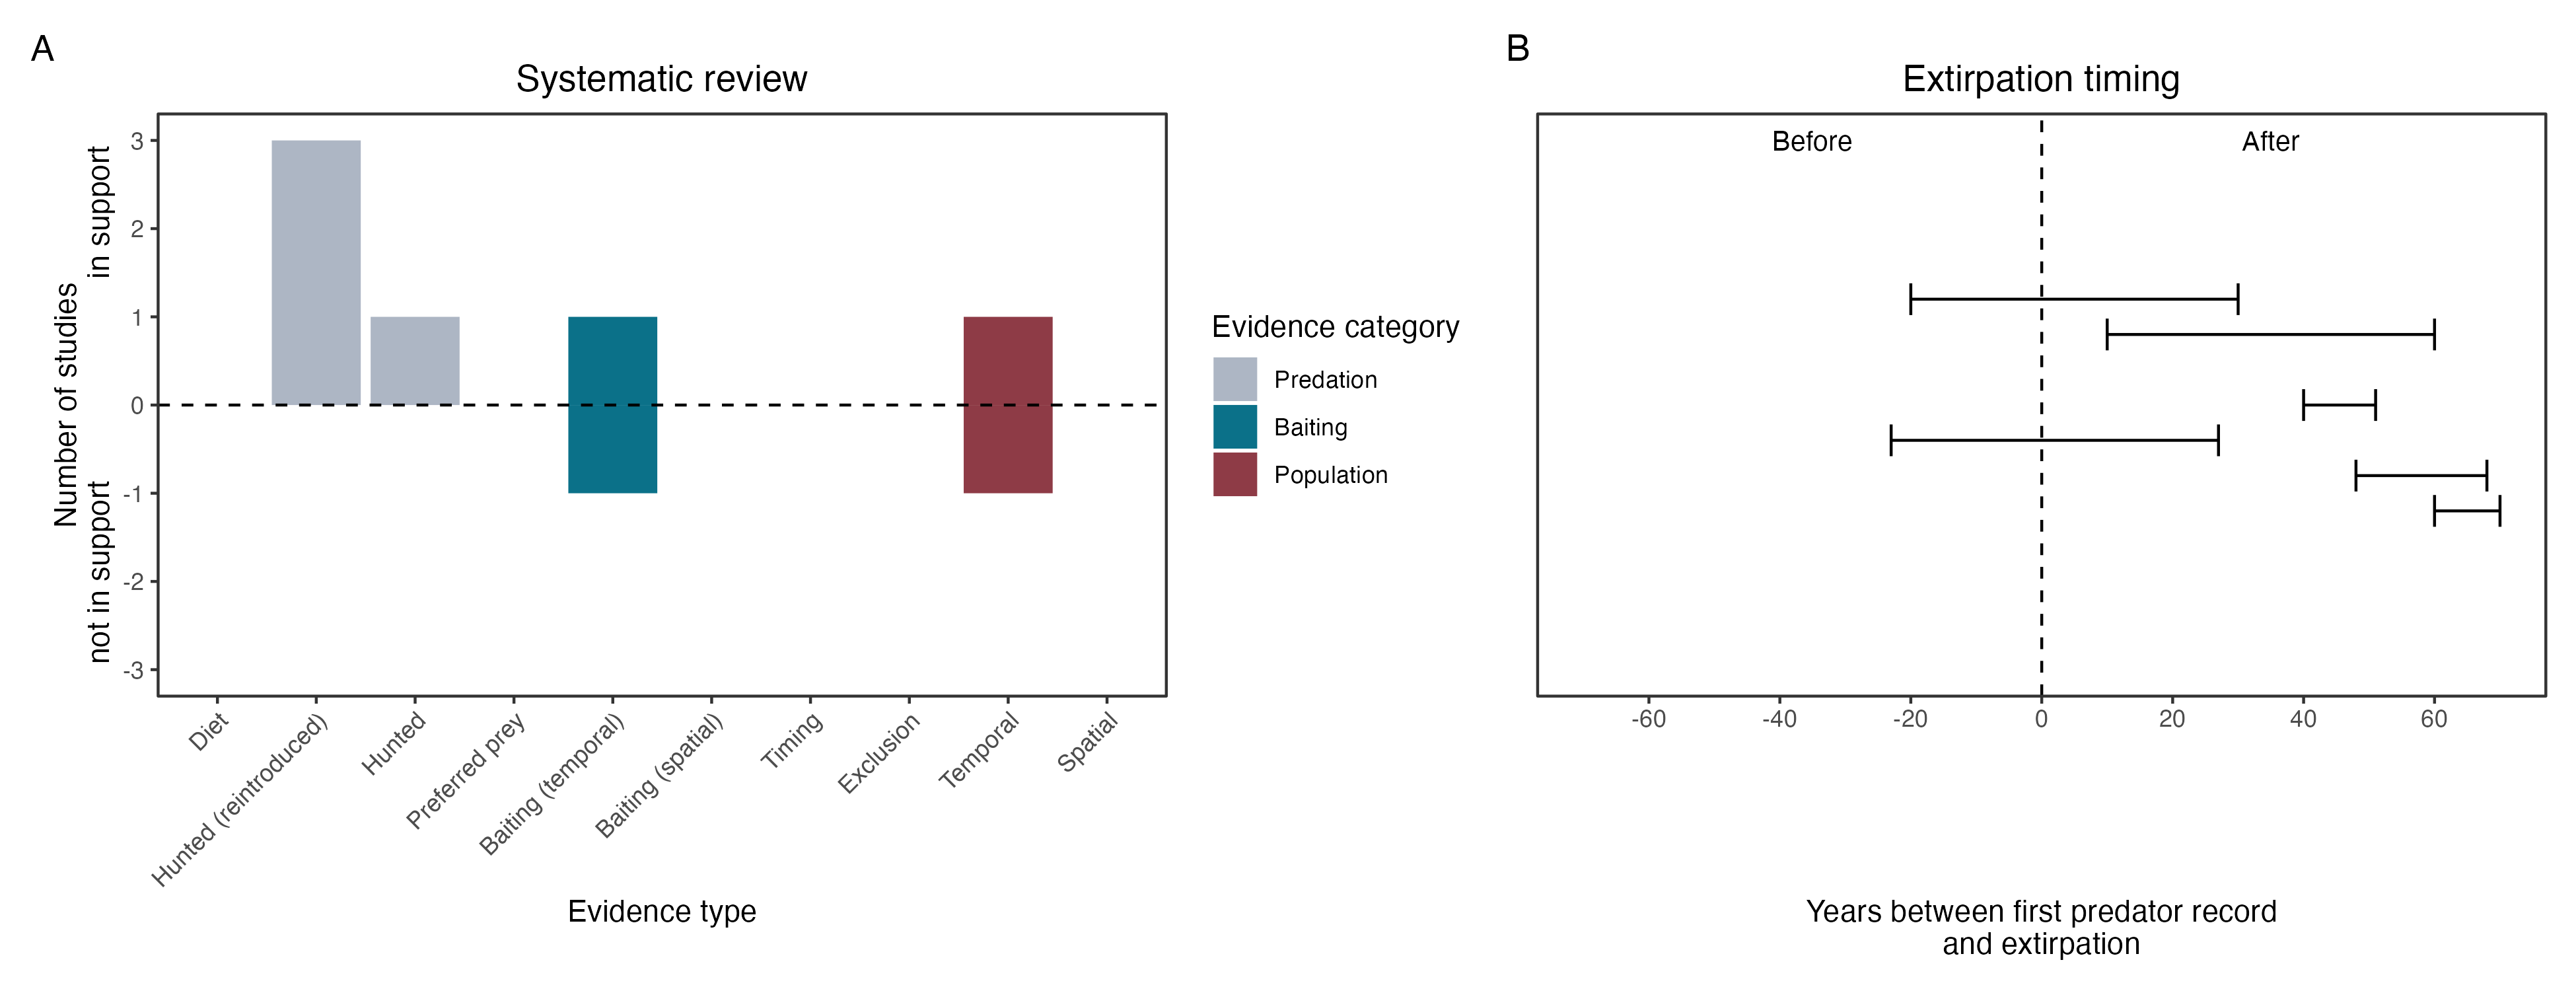 A
Systematic review
Number of studies
in support
not in support
3
2
1
0
-1
-2
-3
Diet
Hunted (reintroduced)
Hunted
Preferred prey
Baiting (temporal)
Baiting (spatial)
Timing
Exclusion
Temporal
Spatial
Evidence type
Evidence category
Predation
Baiting
Population
B
Extirpation timing
Before
After
-60
-40
-20
0
20
40
60
Years between first predator record
and extirpation